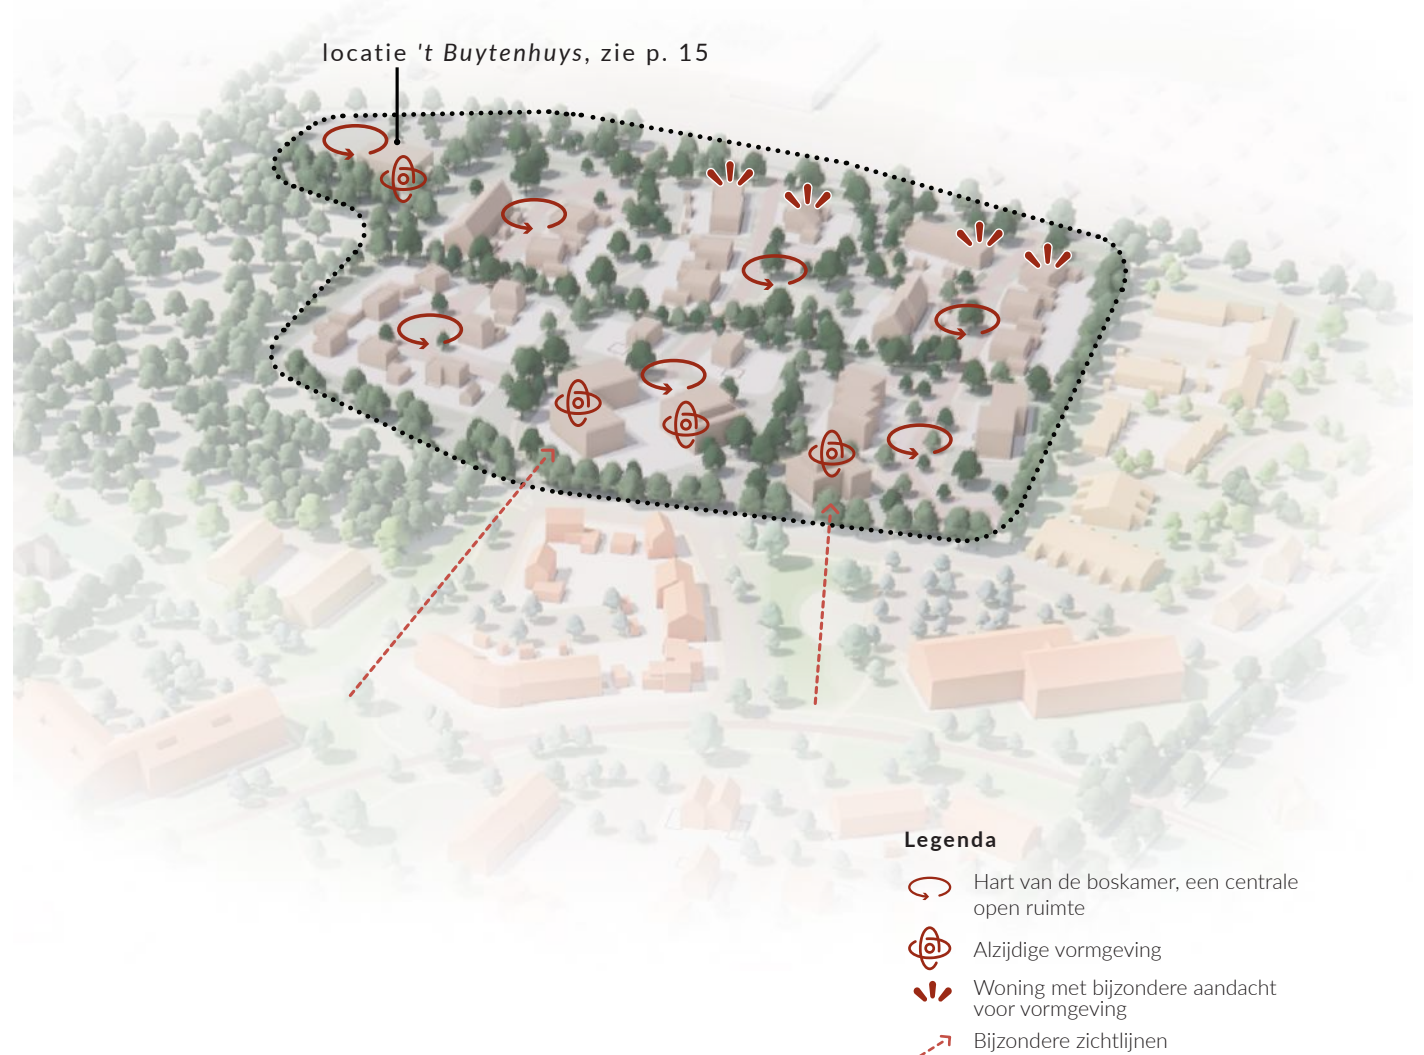 locatie 't Buytenhuys, zie p. 15
Legenda
Hart van de boskamer, een centrale
open ruimte
Alzijdige vormgeving
Woning met bijzondere aandacht
voor vormgeving
Bijzondere zichtlijnen